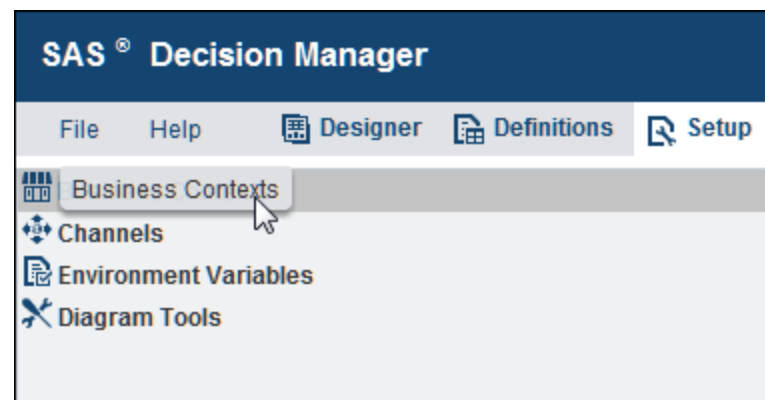 SAS ® Decision Manager
File Help Designer Definitions Setup
Business Contexts
Channels
Environment Variables
Diagram Tools